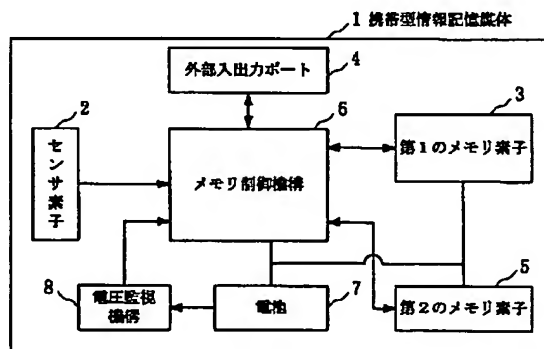 1 携帯型情報記憶媒体
4
外部入出力ポート
2
センサ素子
6
メモリ制御機構
3
第1のメモリ素子
5
第2のメモリ素子
8
電圧監視
機構
電池
7